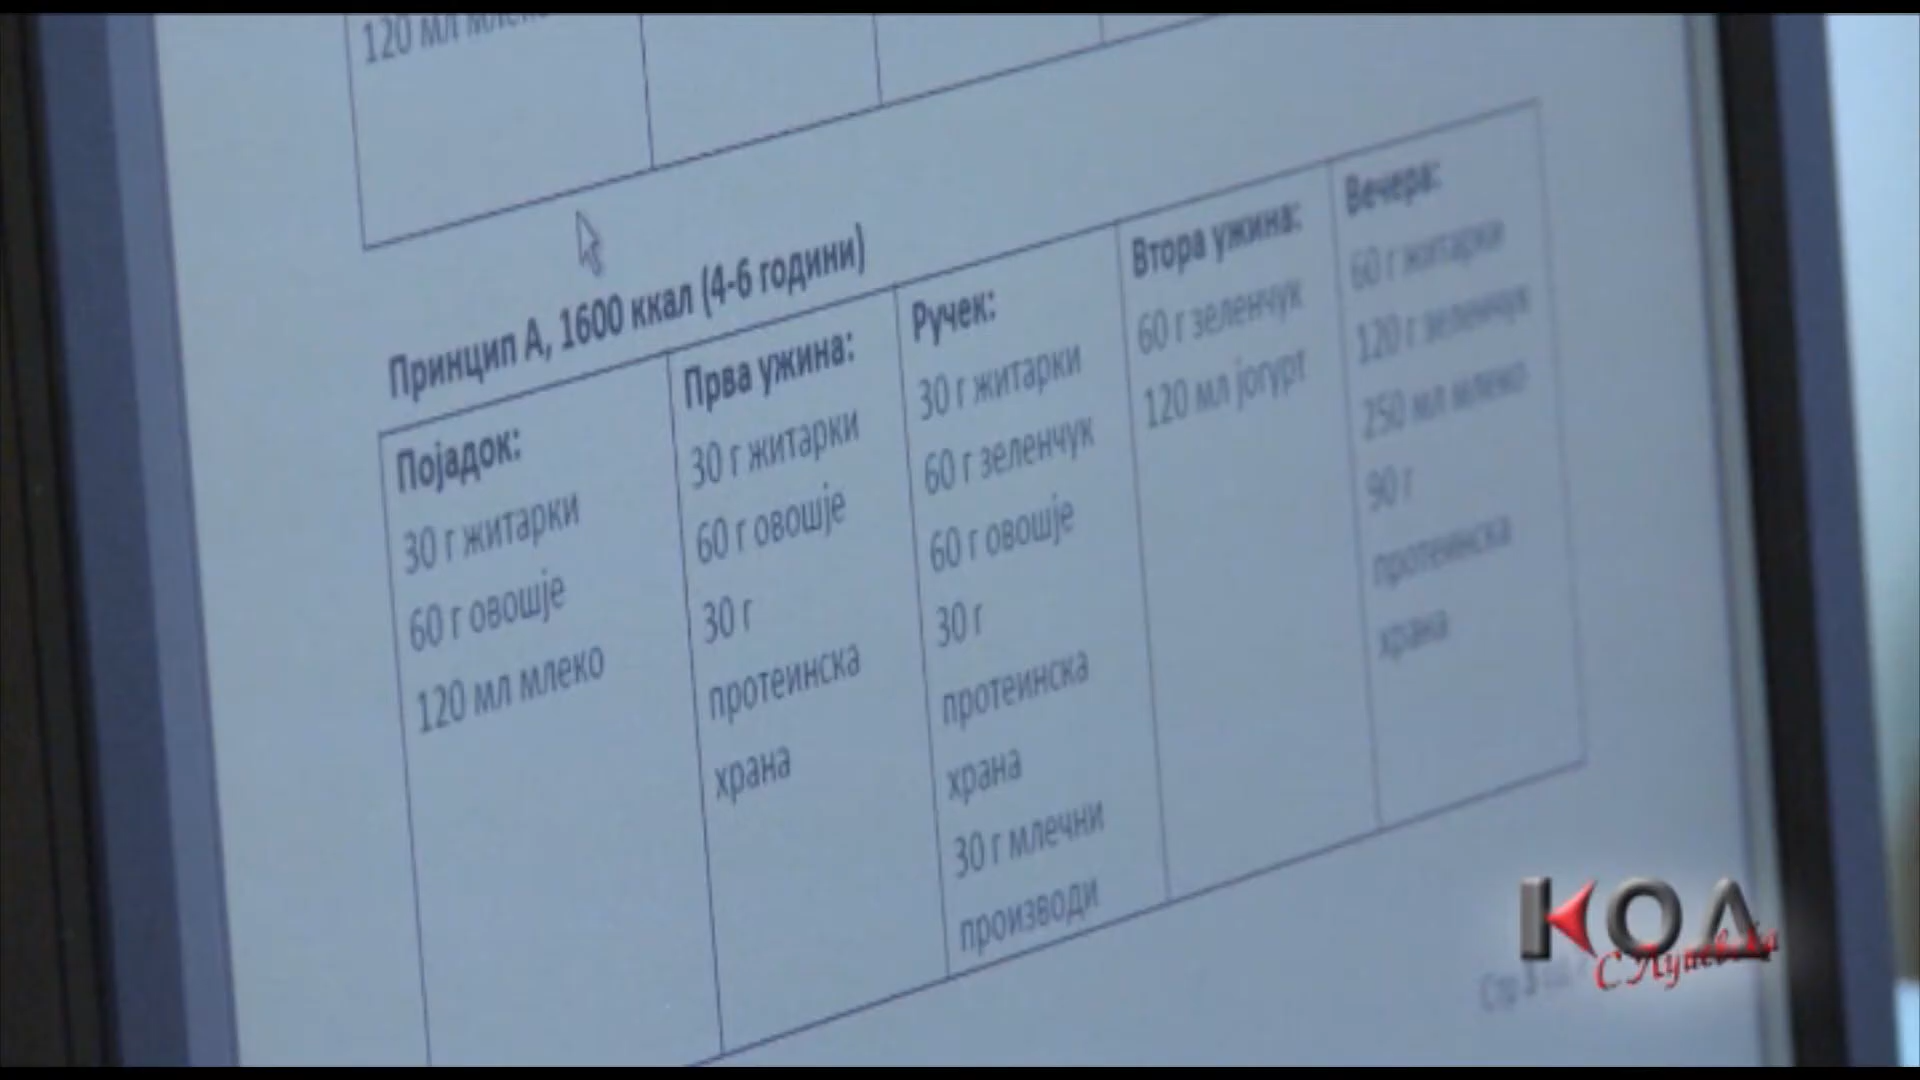 120 мл
Принцип А, 1600 ккал (4-6 години)
Појадок:
30 г житарки
60 г овошје
120 мл млеко
Прва ужина:
30 г житарки
60 г овошје
30 г
протеинска
храна
Ручек:
30 г житарки
60 г зеленчук
60 г овошје
30 г
протеинска
храна
30 г млечни
производи
Втора ужина:
60 г зеленчук
120 мл јогурт
Вечера:
60 г житарки
120 г зеленчук
250 мл млеко
90 г
протеинска
храна
КОД
Стр 3